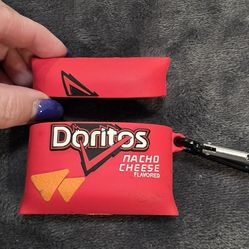 Doritos
NACHO
CHEESE
FLAVORED